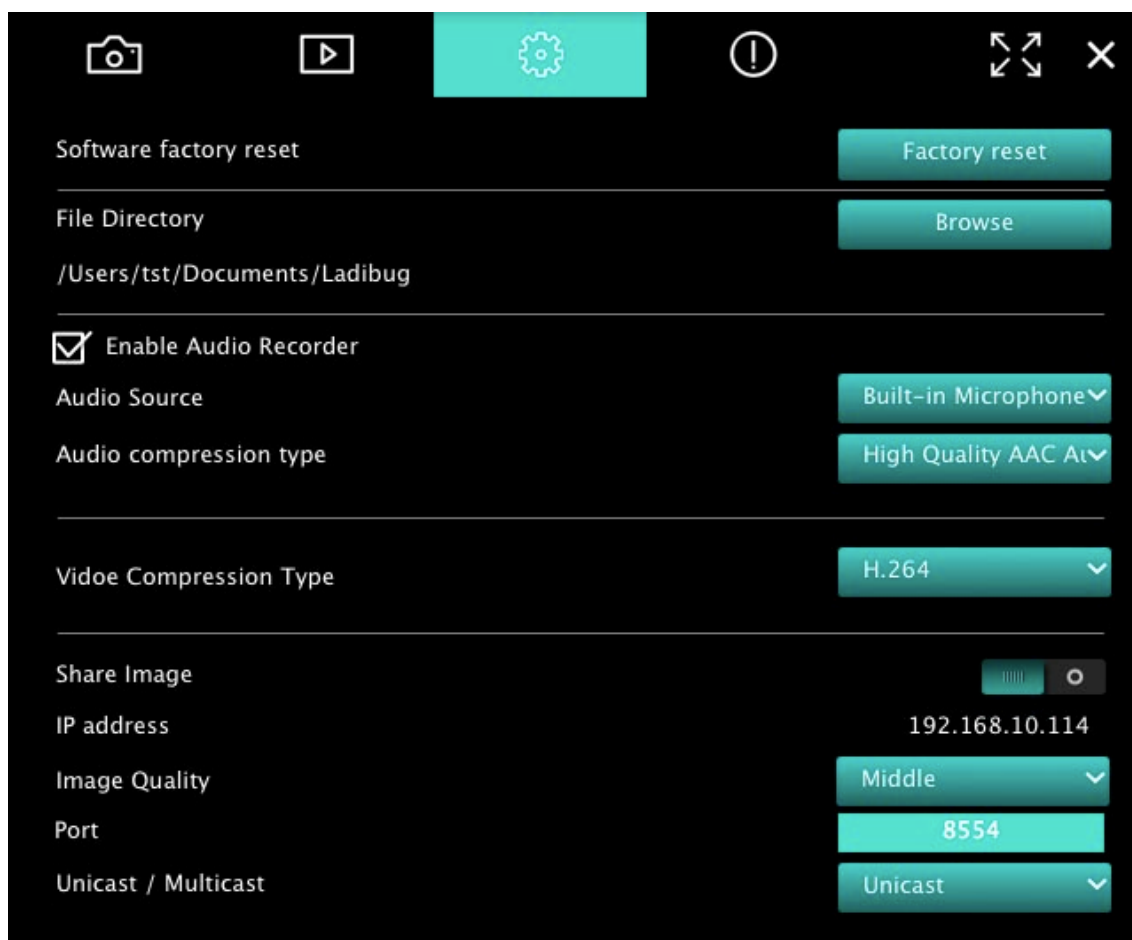 Software factory reset Factory reset
File Directory Browse
/Users/tst/Documents/Ladibug
Enable Audio Recorder
Audio Source Built-in Microphone
Audio compression type High Quality AAC Au
Vidoe Compression Type H.264
Share Image
IP address 192.168.10.114
Image Quality Middle
Port 8554
Unicast / Multicast Unicast